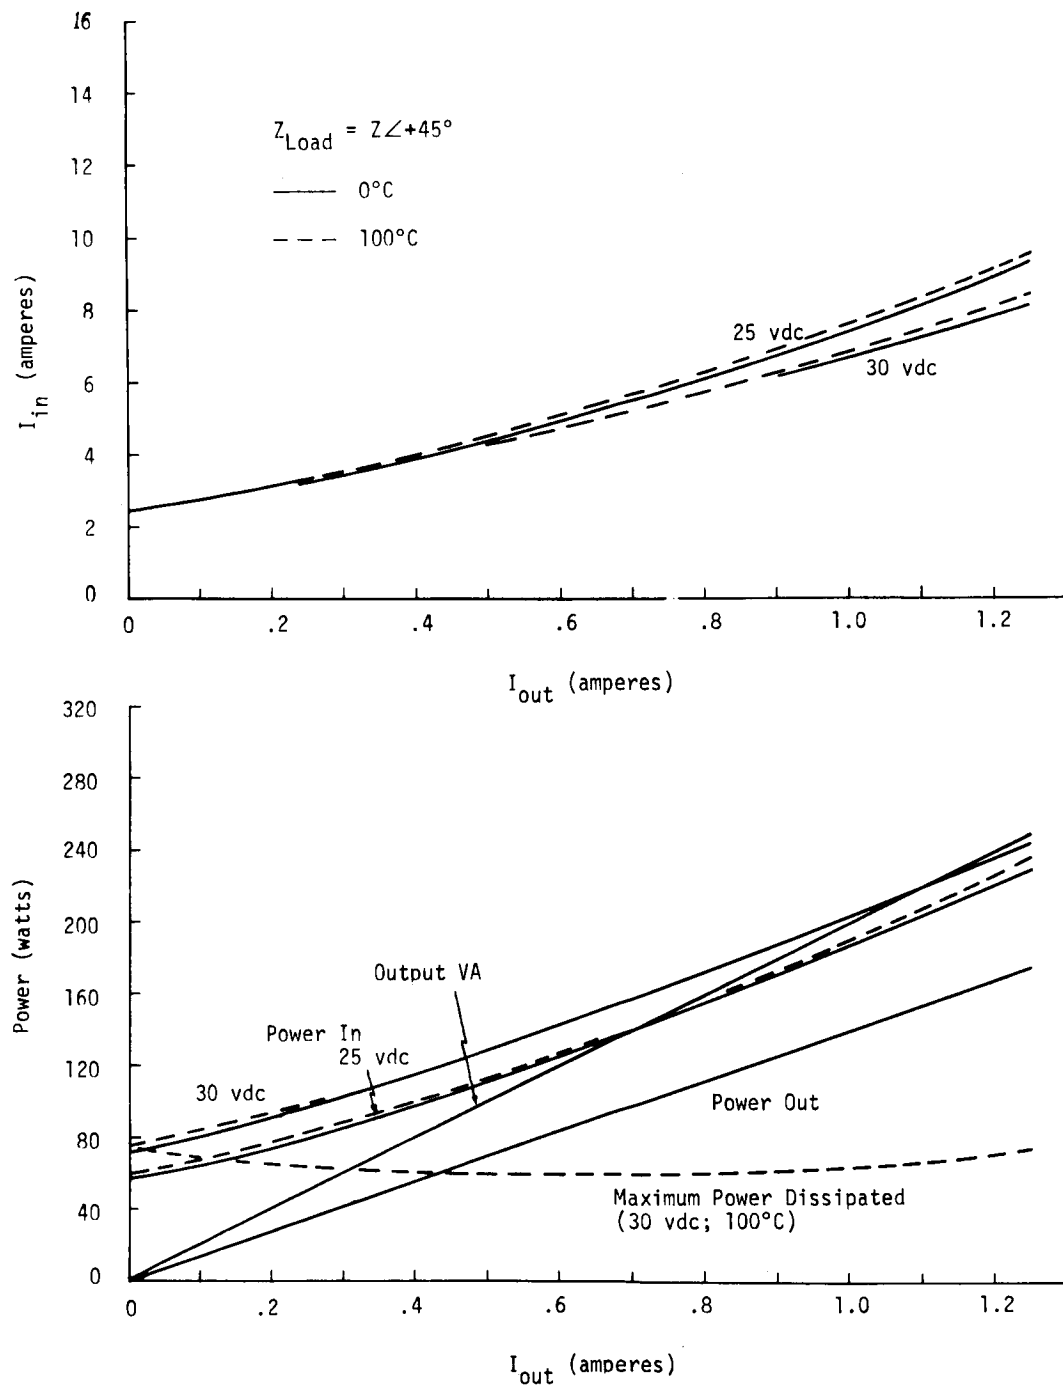 16
14
12
10
8
6
4
2
0
I_in (amperes)
Z_Load = Z∠+45°
0°C
100°C
25 vdc
30 vdc
0 .2 .4 .6 .8 1.0 1.2
I_out (amperes)
320
280
240
200
160
120
80
40
0
Power (watts)
Output VA
Power In
25 vdc
30 vdc
Power Out
Maximum Power Dissipated
(30 vdc; 100°C)
0 .2 .4 .6 .8 1.0 1.2
I_out (amperes)